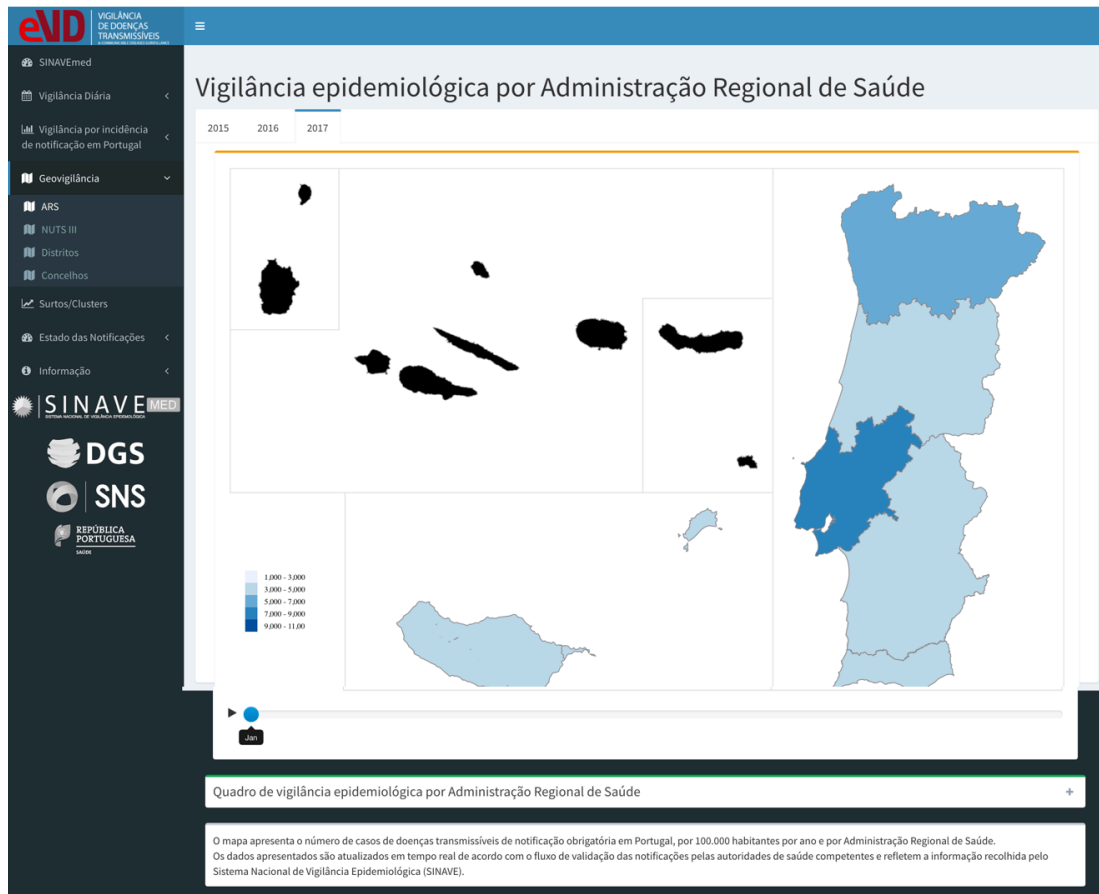 eVD
VIGILÂNCIA
DE DOENÇAS
TRANSMISSÍVEIS
SINAVEmed
Vigilância Diária
Vigilância por incidência
de notificação em Portugal
Geovigilância
ARS
NUTS III
Distritos
Concelhos
Surtos/Clusters
Estado das Notificações
Informação
SINAVE MED
SISTEMA NACIONAL DE VIGILÂNCIA EPIDEMIOLÓGICA
DGS
SNS
REPÚBLICA
PORTUGUESA
SAÚDE
Vigilância epidemiológica por Administração Regional de Saúde
2015 2016 2017
1,000 - 3,000
3,000 - 5,000
5,000 - 7,000
7,000 - 9,000
9,000 - 11,00
Jan
Quadro de vigilância epidemiológica por Administração Regional de Saúde
O mapa apresenta o número de casos de doenças transmissíveis de notificação obrigatória em Portugal, por 100.000 habitantes por ano e por Administração Regional de Saúde.
Os dados apresentados são atualizados em tempo real de acordo com o fluxo de validação das notificações pelas autoridades de saúde competentes e refletem a informação recolhida pelo
Sistema Nacional de Vigilância Epidemiológica (SINAVE).